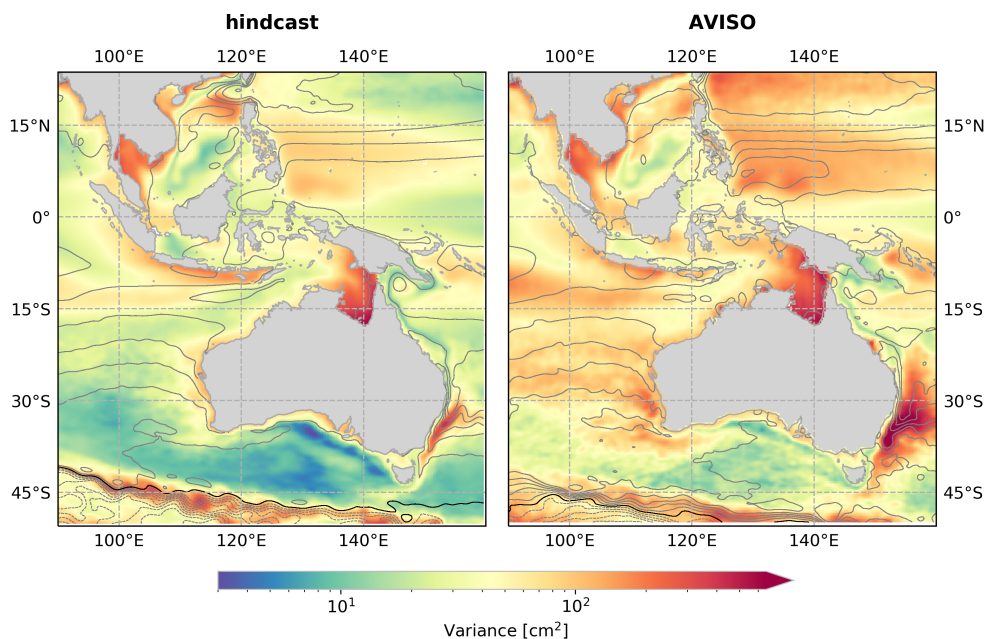 hindcast AVISO
100°E 120°E 140°E 100°E 120°E 140°E
15°N 15°N
0° 0°
15°S 15°S
30°S 30°S
45°S 45°S
100°E 120°E 140°E 100°E 120°E 140°E
10¹ 10²
Variance [cm²]